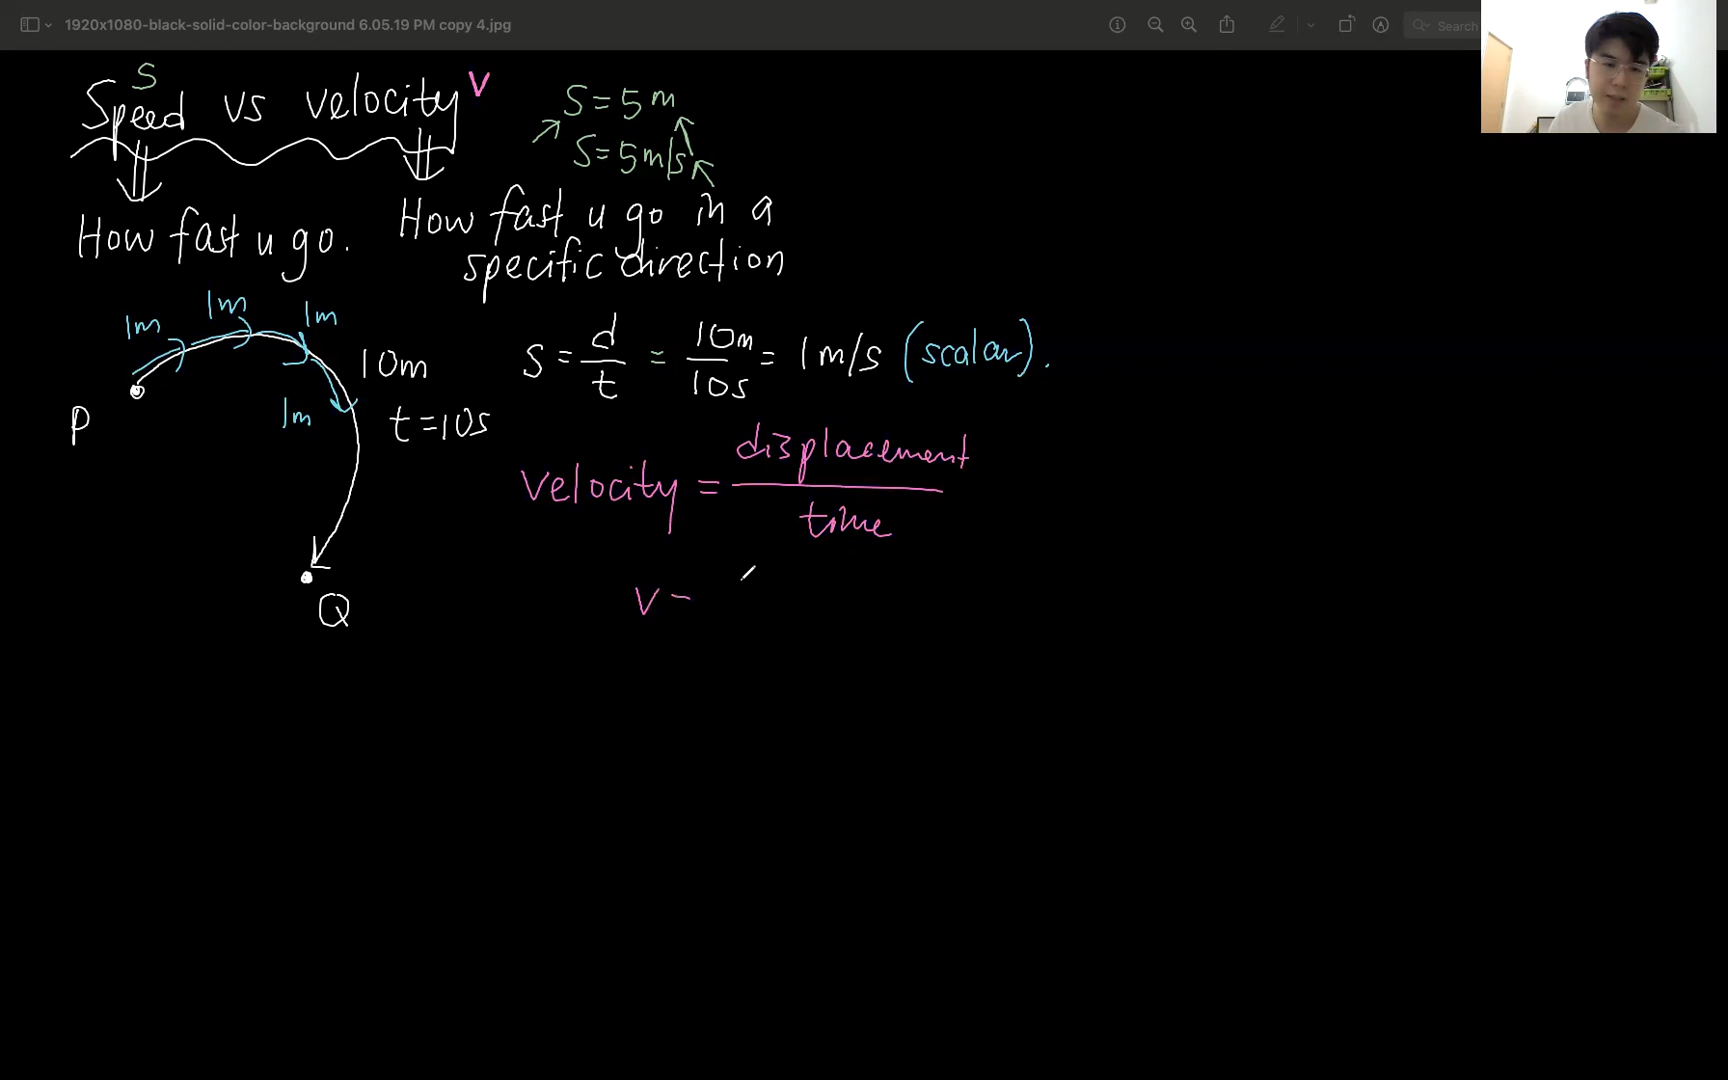 1920x1080-black-solid-color-background 6.05.19 PM copy 4.jpg
Search
S
Speed vs velocity v
S = 5m
S = 5m/s
How fast u go.
How fast u go in a
specific direction
1m
1m
1m
1m
10m
t = 10s
P
Q
S = d/t = 10m/10s = 1 m/s (scalar).
velocity = displacement/time
v -